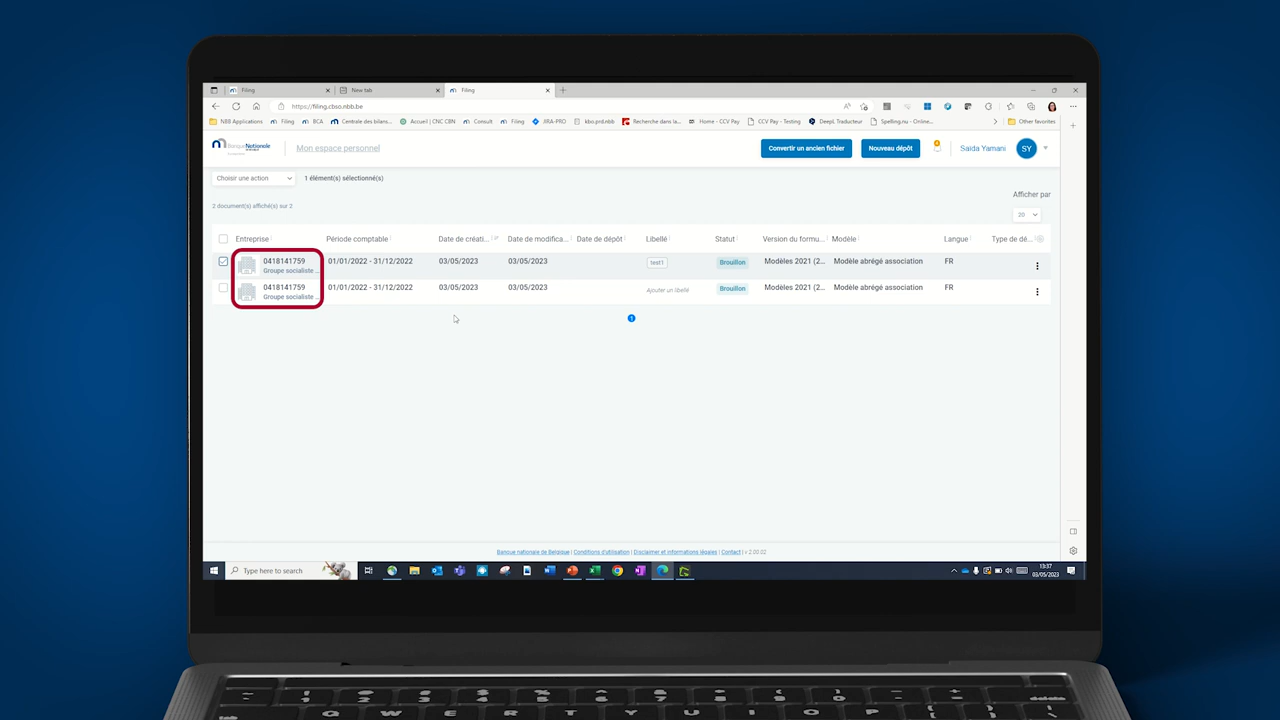 Filing
New tab
Filing
https://filing.cbso.nbb.be
NBB Applications
Filing
BCA
Centrale des bilans...
Accueil | CNC CBN
Consult
Filing
JIRA-PRO
kbo.prd.nbb
Recherche dans la...
Home - CCV Pay
CCV Pay - Testing
DeepL Traducteur
Spelling.nu - Online...
Other favorites
Banque Nationale
Mon espace personnel
Convertir un ancien fichier
Nouveau dépôt
Saïda Yamani
SY
Choisir une action
1 élément(s) sélectionné(s)
Afficher par
2 document(s) affiché(s) sur 2
20
Entreprise Période comptable Date de créati... Date de modifica... Date de dépôt Libellé Statut Version du formu... Modèle Langue Type de dé...
0418141759 01/01/2022 - 31/12/2022 03/05/2023 03/05/2023 test1 Brouillon Modèles 2021 (2... Modèle abrégé association FR
Groupe socialiste ...
0418141759 01/01/2022 - 31/12/2022 03/05/2023 03/05/2023 Ajouter un libellé Brouillon Modèles 2021 (2... Modèle abrégé association FR
Groupe socialiste ...
1
Banque nationale de Belgique | Conditions d'utilisation | Disclaimer et informations légales | Contact | v 2.00.02
Type here to search
13:37
03/05/2023
Q W E R T Y U I O P